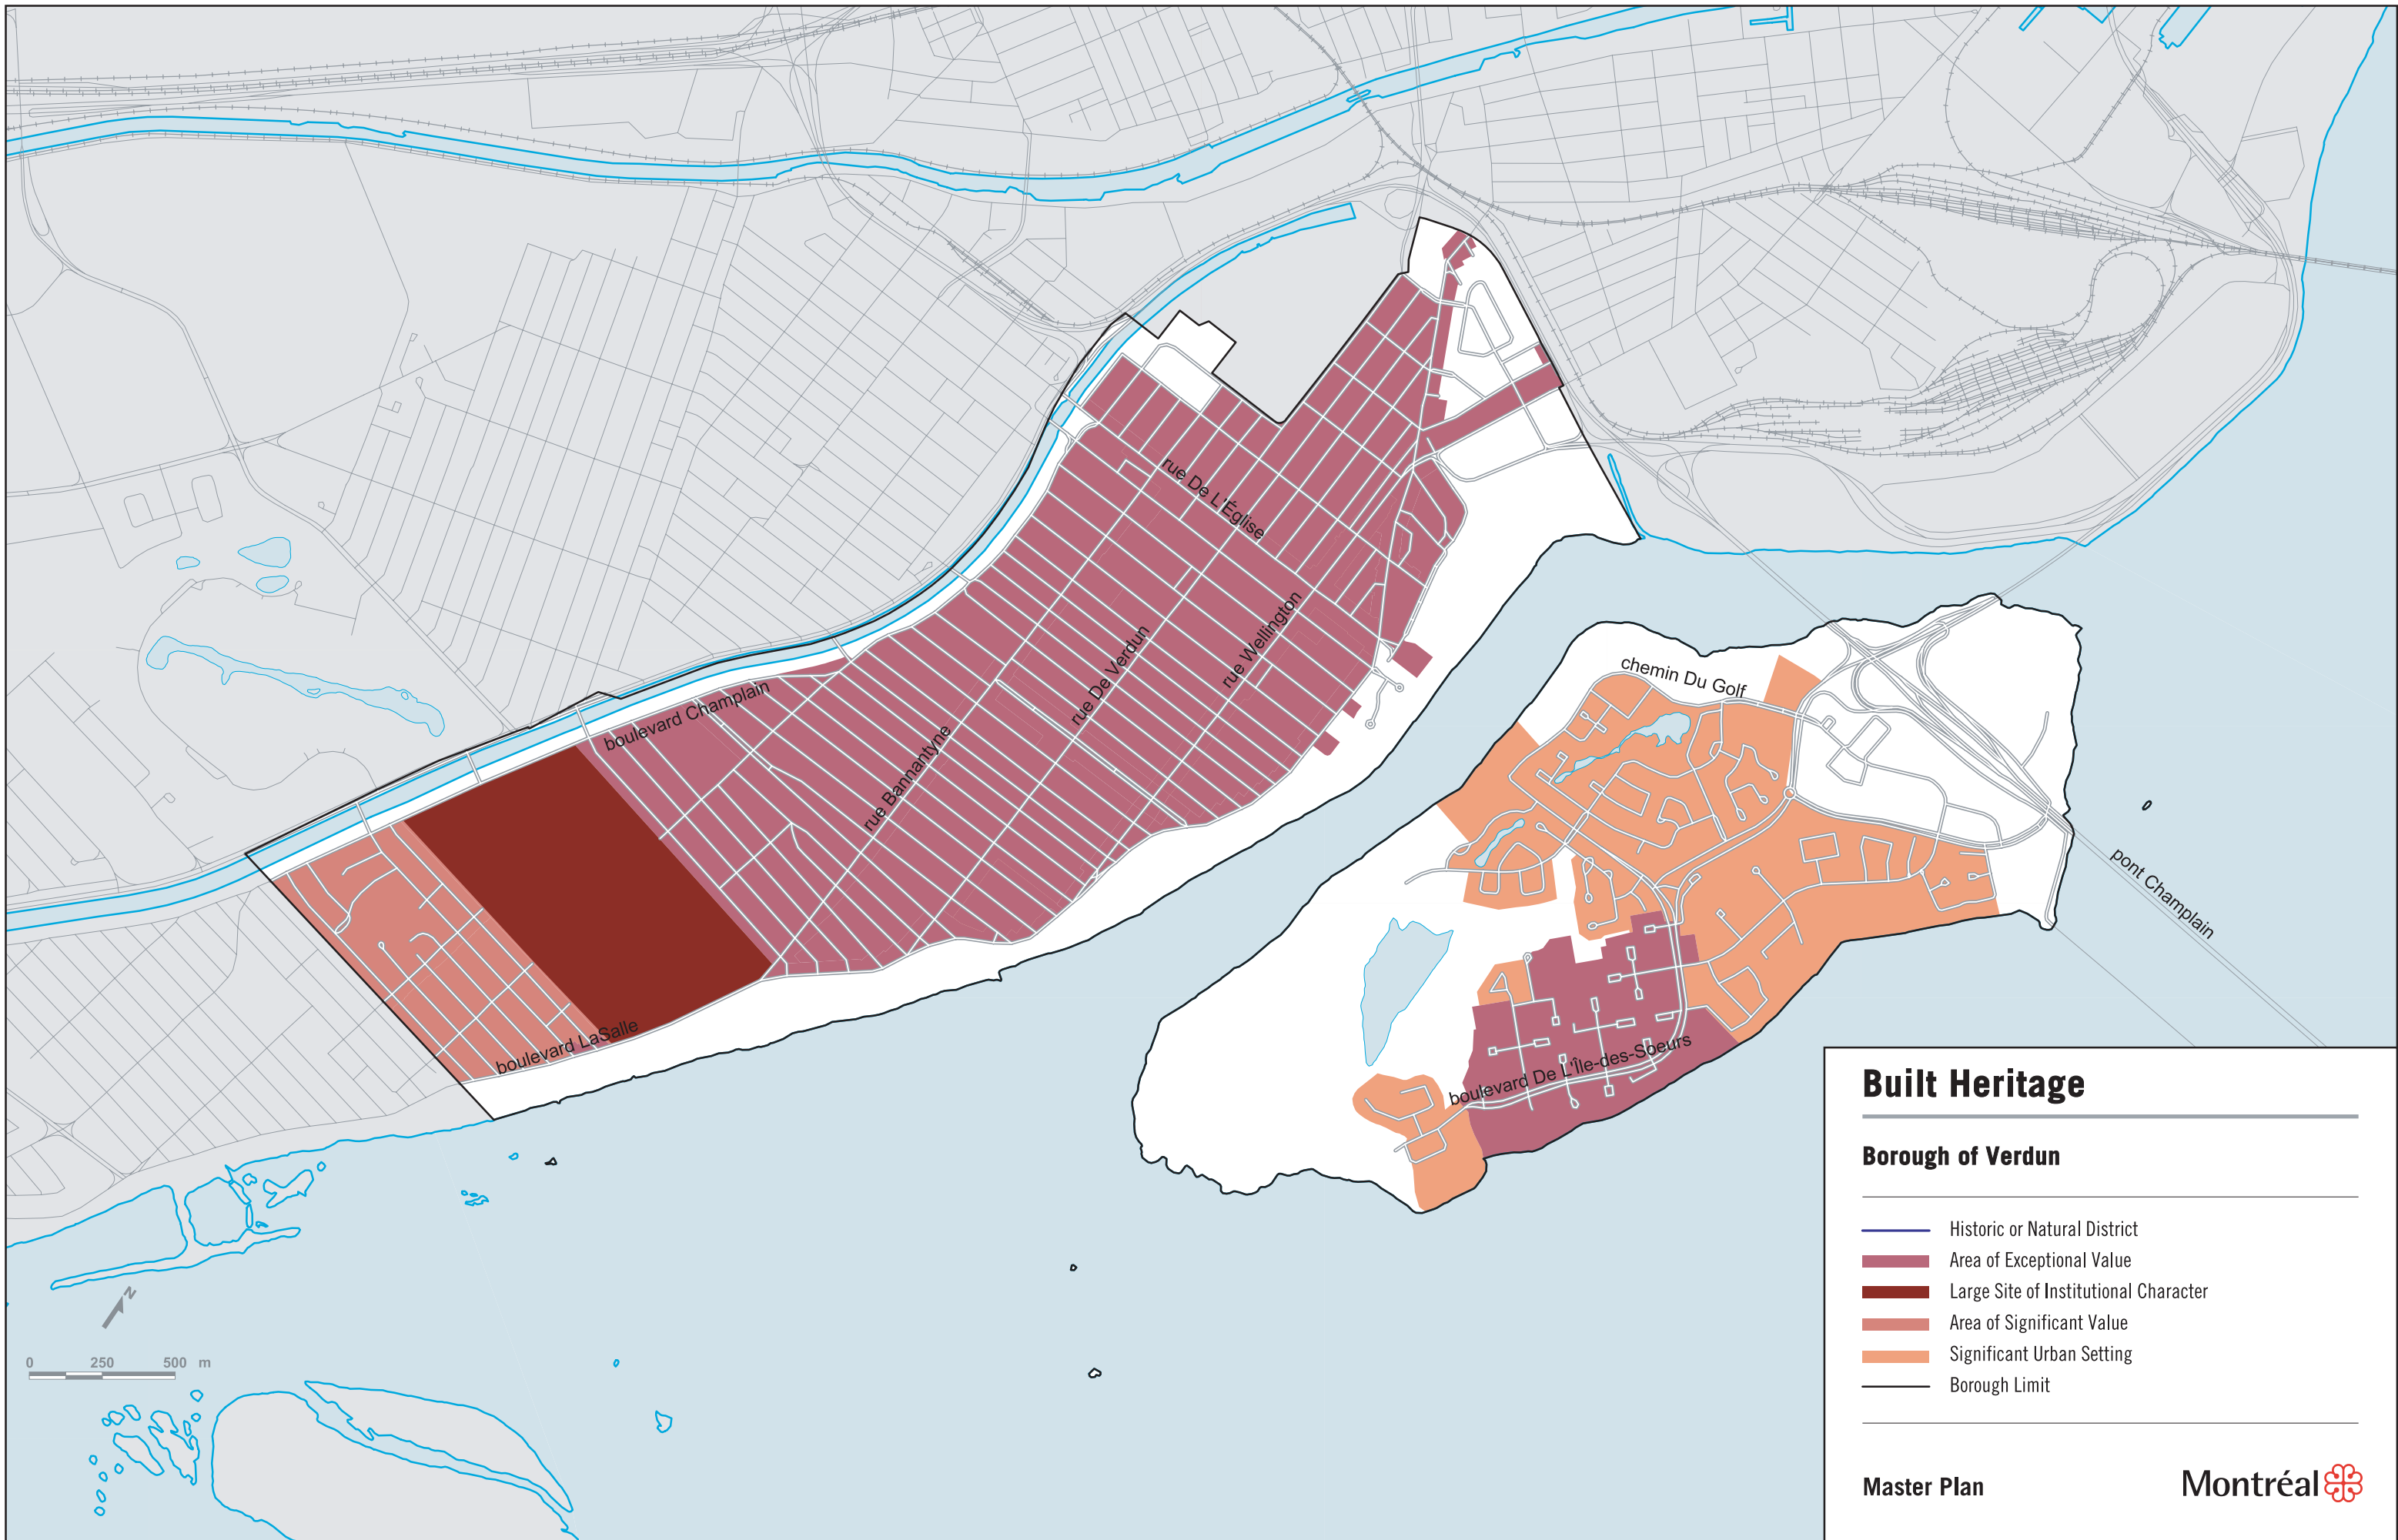 rue De L'Église
chemin Du Golf
rue Wellington
rue De Verdun
boulevard Champlain
rue Bannantyne
pont Champlain
boulevard LaSalle
boulevard De L'Île-des-Soeurs
N
0 250 500 m
Built Heritage
Borough of Verdun
Historic or Natural District
Area of Exceptional Value
Large Site of Institutional Character
Area of Significant Value
Significant Urban Setting
Borough Limit
Master Plan
Montréal